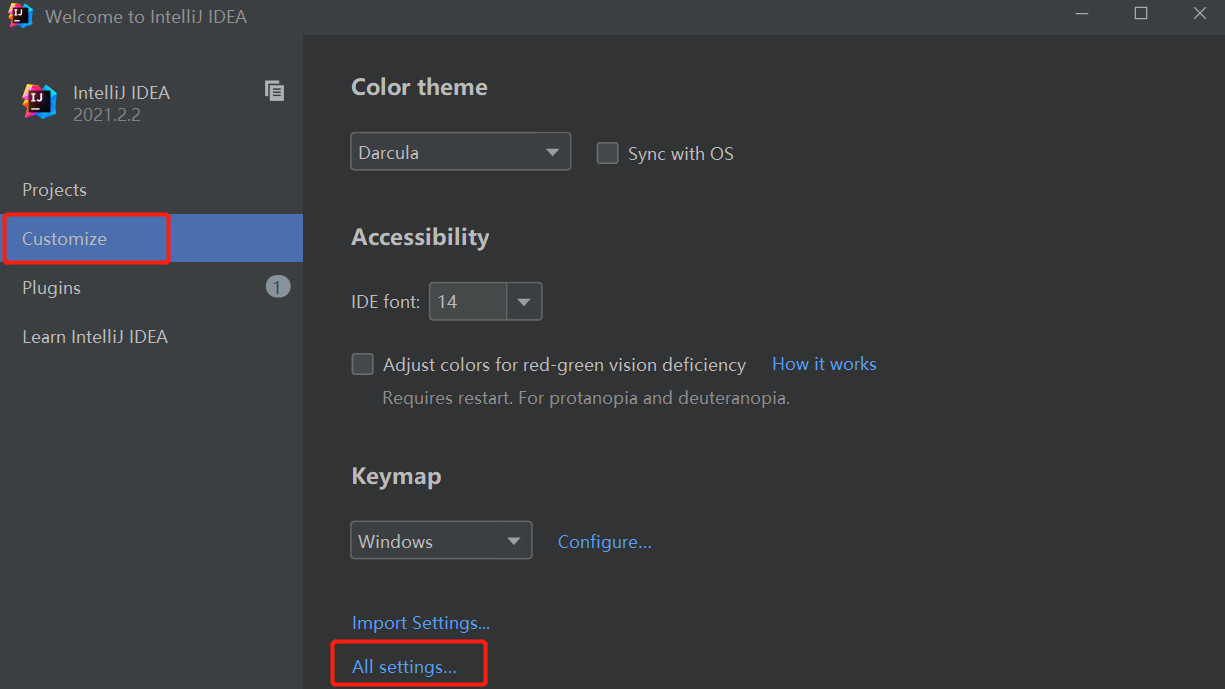 Welcome to IntelliJ IDEA
IntelliJ IDEA
2021.2.2
Projects
Customize
Plugins 1
Learn IntelliJ IDEA
Color theme
Darcula Sync with OS
Accessibility
IDE font: 14
Adjust colors for red-green vision deficiency How it works
Requires restart. For protanopia and deuteranopia.
Keymap
Windows Configure...
Import Settings...
All settings...